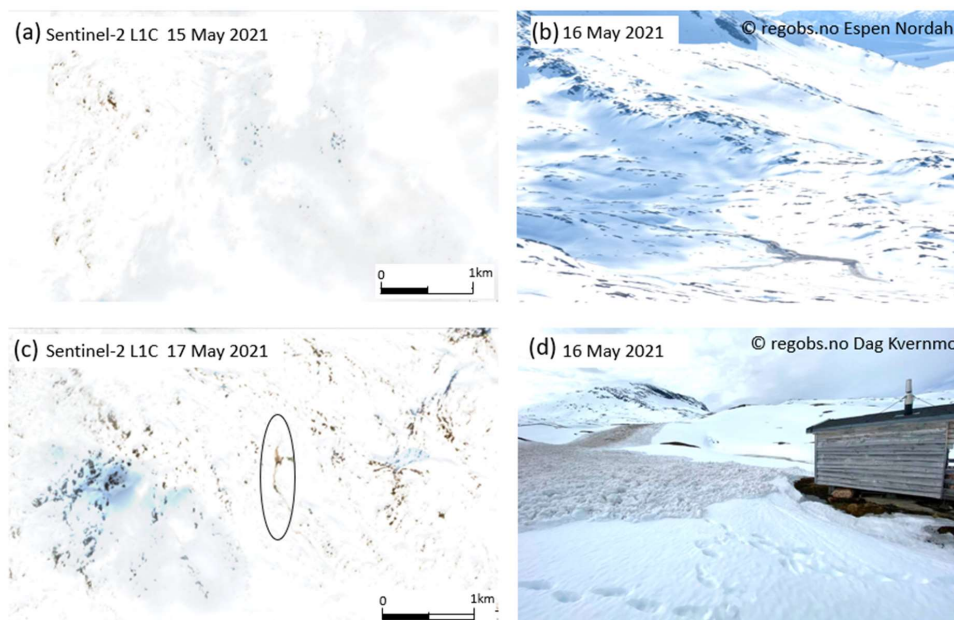 (a) Sentinel-2 L1C 15 May 2021
0
1km
(b) 16 May 2021
© regobs.no Espen Nordah
(c) Sentinel-2 L1C 17 May 2021
0
1km
(d) 16 May 2021
© regobs.no Dag Kvernmo